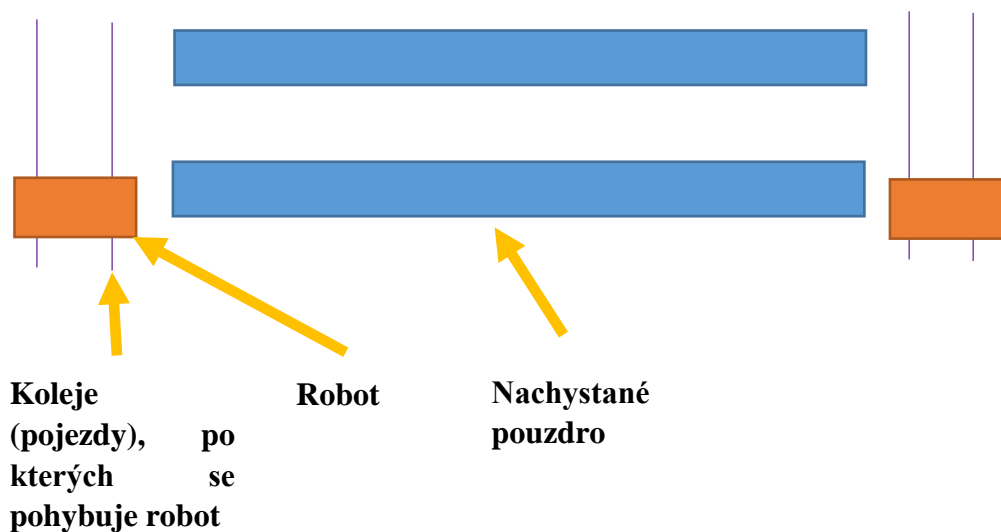 Koleje
(pojezdy), po
kterých se
pohybuje robot
Robot
Nachystané
pouzdro